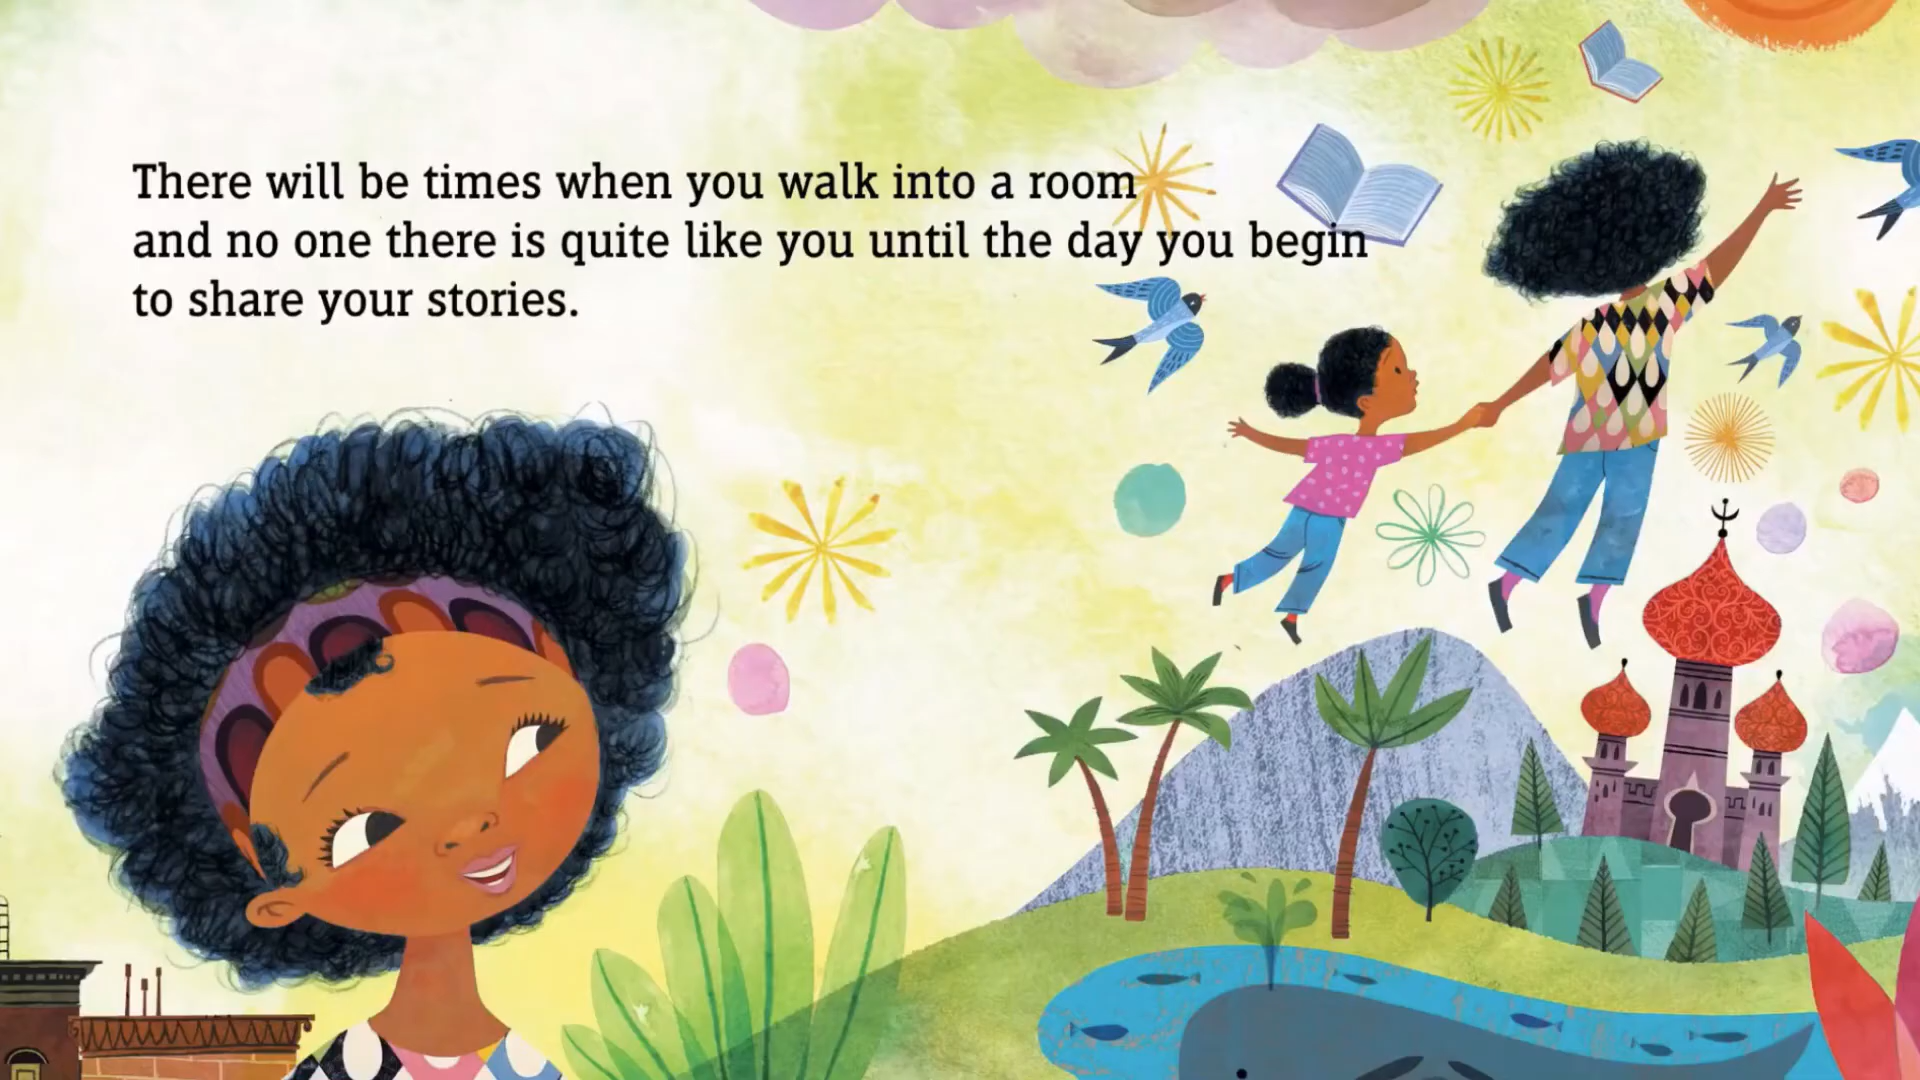 There will be times when you walk into a room
and no one there is quite like you until the day you begin
to share your stories.